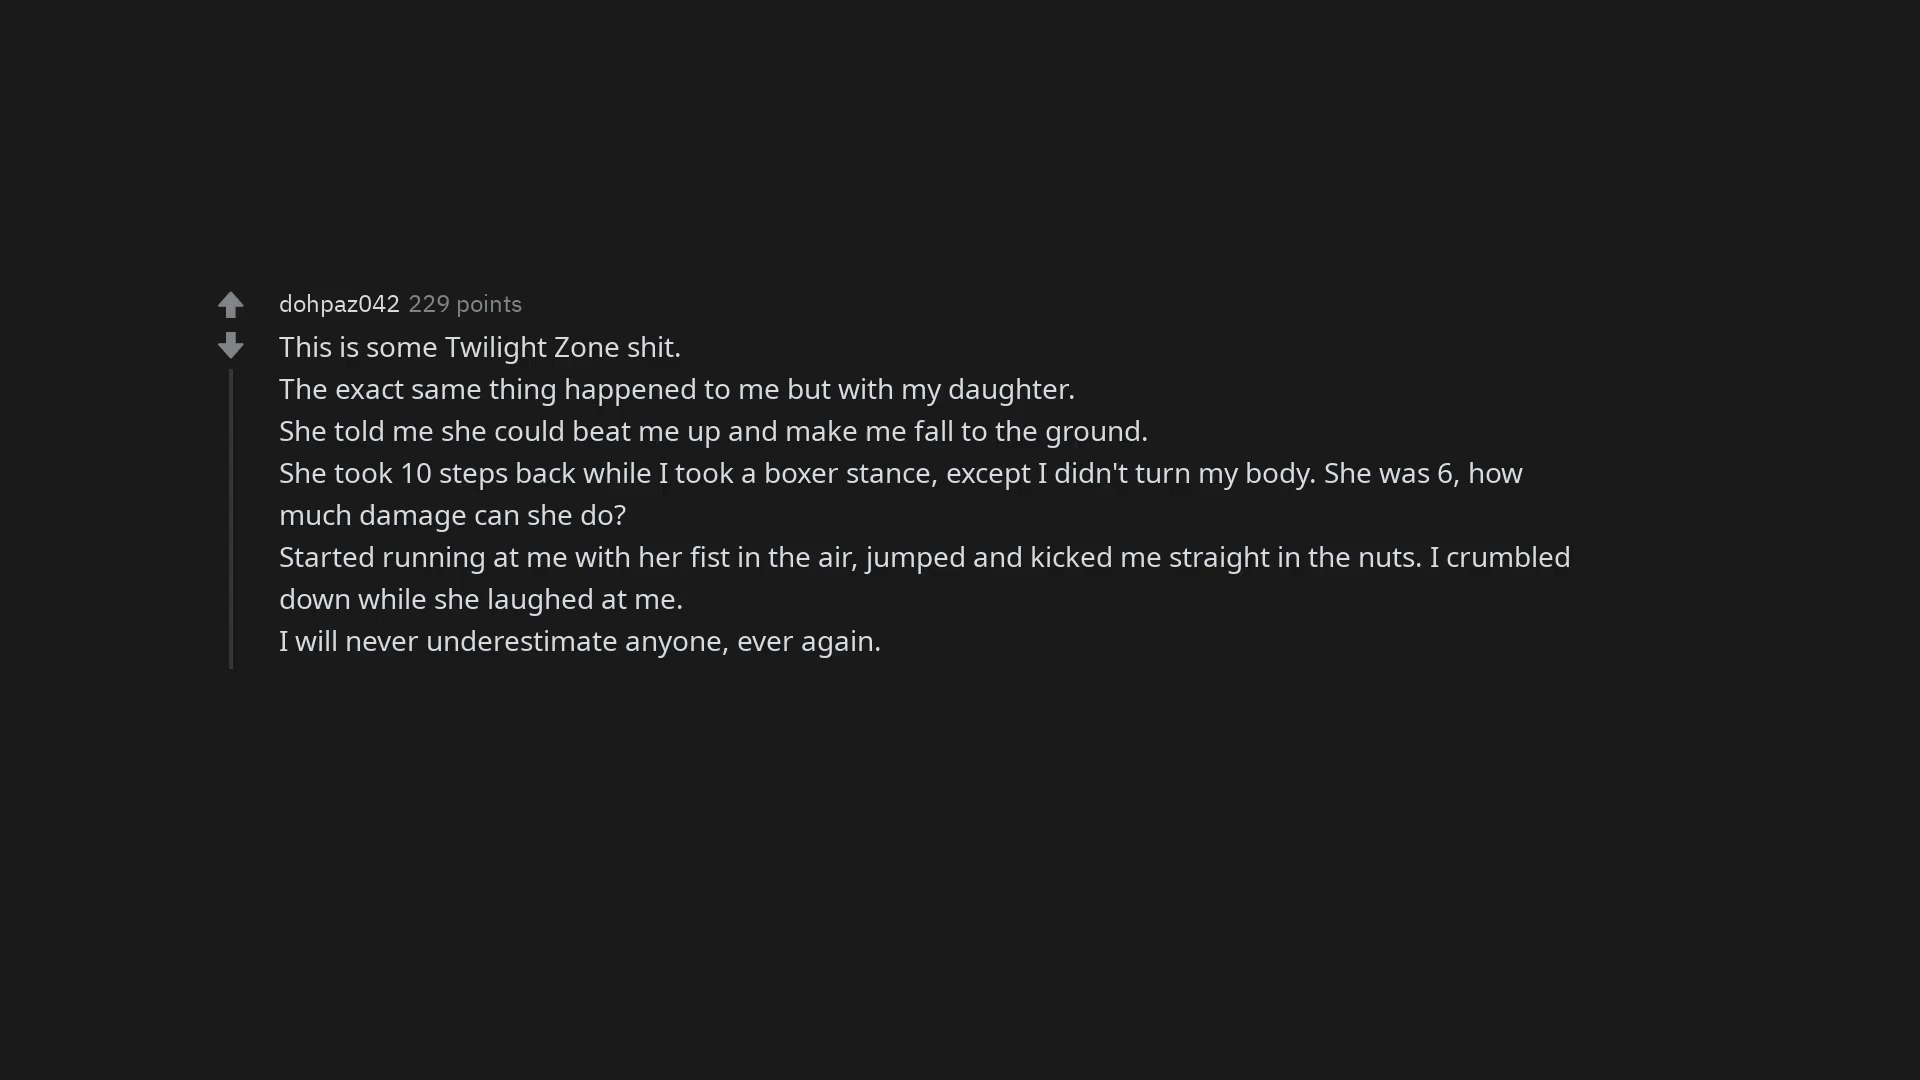 dohpaz042 229 points
This is some Twilight Zone shit.
The exact same thing happened to me but with my daughter.
She told me she could beat me up and make me fall to the ground.
She took 10 steps back while I took a boxer stance, except I didn't turn my body. She was 6, how
much damage can she do?
Started running at me with her fist in the air, jumped and kicked me straight in the nuts. I crumbled
down while she laughed at me.
I will never underestimate anyone, ever again.